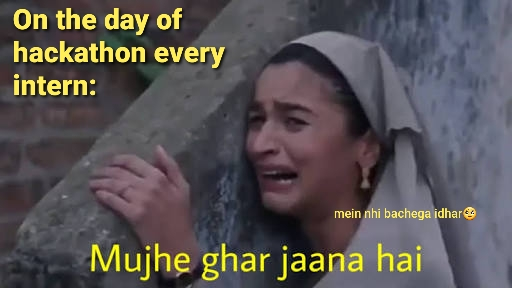 On the day of
hackathon every
intern:
mein nhi bachega idhar🥺
Mujhe ghar jaana hai